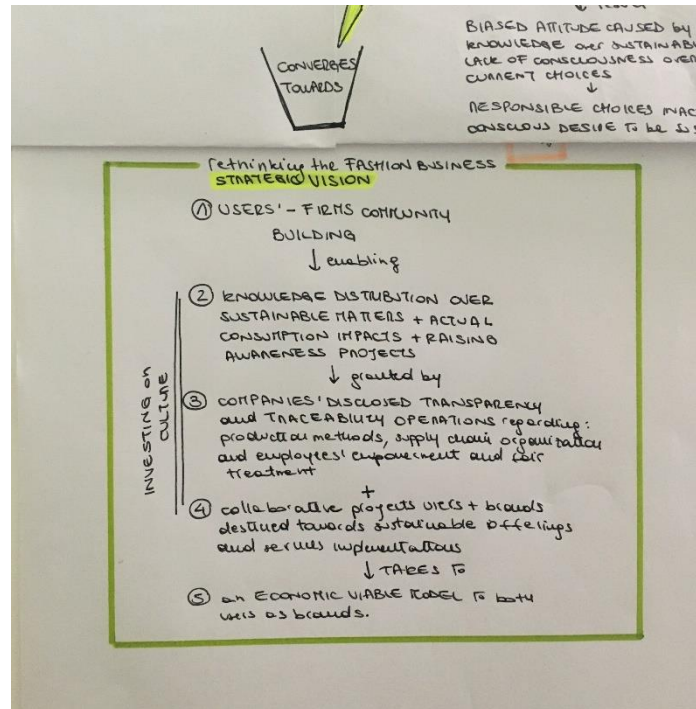 BIASED ATTITUDE CAUSED by
KNOWLEDGE over SUSTAINABL
LACK OF CONSCIOUSNESS OVER
CURRENT CHOICES
RESPONSIBLE CHOICES INAC
CONSCIOUS DESIRE To be SUS
CONVERGES
TOWARDS
rethinking the FASHION BUSINESS
STRATEGIC VISION
1 USERS' - FIRMS COMMUNITY
BUILDING
↓ enabling
2 KNOWLEDGE DISTRIBUTION OVER
SUSTAINABLE MATTERS + ACTUAL
CONSUMPTION IMPACTS + RAISING
AWARENESS PROJECTS
↓ granted by
3 COMPANIES' DISCLOSED TRANSPARENCY
and TRACEABILITY OPERATIONS regarding:
production methods, supply chain organization
and employees' empowerment and fair
treatment
+
4 collaborative projects users + brands
destined towards sustainable offerings
and services implementations
↓ TAKES TO
5 an ECONOMIC VIABLE MODEL TO both
users as brands.
INVESTING on
CULTURE